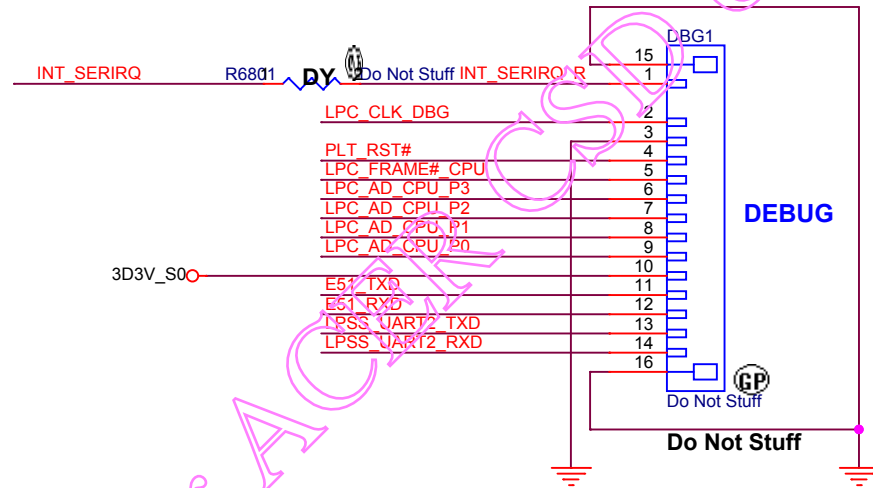 DBG1
15
INT_SERIRQ R6801 DY Do Not Stuff INT_SERIRQ_R 1
LPC_CLK_DBG 2
3
PLT_RST# 4
LPC_FRAME#_CPU 5
LPC_AD_CPU_P3 6
LPC_AD_CPU_P2 7
LPC_AD_CPU_P1 8
LPC_AD_CPU_P0 9
3D3V_S0 10
E51_TXD 11
E51_RXD 12
LPSS_UART2_TXD 13
LPSS_UART2_RXD 14
16
DEBUG
GP
Do Not Stuff
Do Not Stuff
ACER CSD